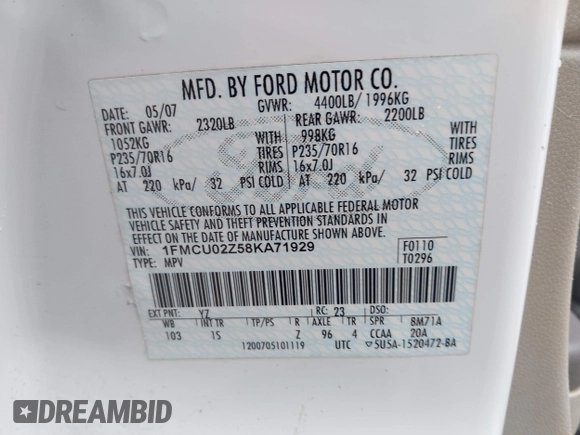 MFD. BY FORD MOTOR CO.
DATE: 05/07 GVWR: 4400LB/ 1996KG
FRONT GAWR: 2320LB REAR GAWR: 2200LB
1052KG WITH 998KG WITH
P235/70R16 TIRES P235/70R16 TIRES
16x7.0J RIMS 16x7.0J RIMS
AT 220 kPa/ 32 PSI COLD AT 220 kPa/ 32 PSI COLD
THIS VEHICLE CONFORMS TO ALL APPLICABLE FEDERAL MOTOR
VEHICLE SAFETY AND THEFT PREVENTION STANDARDS IN
EFFECT ON THE DATE OF MANUFACTURE SHOWN ABOVE.
VIN: 1FMCU02Z58KA71929 F0110
TYPE: MPV T0296
EXT PNT: YZ RC: 23 DSO:
WB INT TR TP/PS R AXLE TR SPR 8M71A
103 15 Z 96 4 CCAA 20A
1200705101119 UTC ▽5U5A-1520472-BA
Ford
DREAMBID